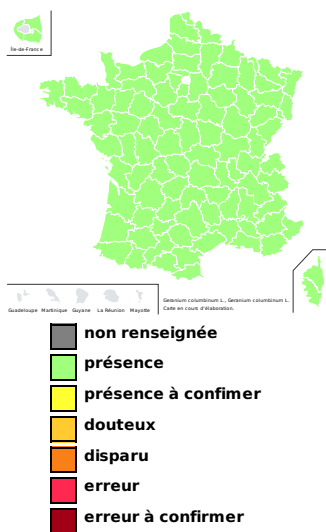 Île-de-France
Guadeloupe Martinique Guyane La Réunion Mayotte
Geranium columbinum L., Geranium columbinum L.
Carte en cours d'élaboration.
non renseignée
présence
présence à confimer
douteux
disparu
erreur
erreur à confirmer